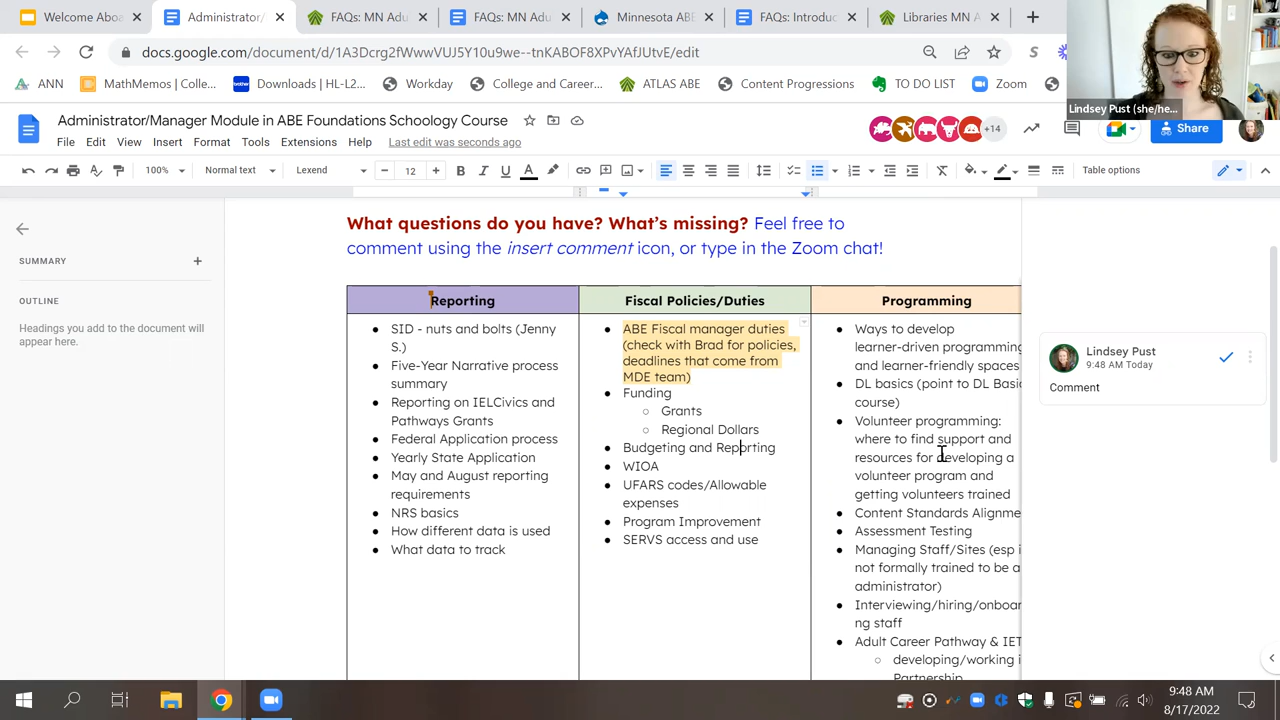 Welcome Aboa
Administrator/
FAQs: MN Adu
FAQs: MN Adu
Minnesota ABE
FAQs: Introduc
Libraries MN A
docs.google.com/document/d/1A3Dcrg2fWwwVUJ5Y10u9we--tnKABOF8XPvYAfJUtvE/edit
ANN
MathMemos | Colle...
Downloads | HL-L2...
Workday
College and Career...
ATLAS ABE
Content Progressions
TO DO LIST
Zoom
Lindsey Pust (she/he...
Administrator/Manager Module in ABE Foundations Schoology Course
+14
Share
File Edit View Insert Format Tools Extensions Help Last edit was seconds ago
100% Normal text Lexend 12 Table options
SUMMARY
OUTLINE
Headings you add to the document will
appear here.
What questions do you have? What's missing? Feel free to
comment using the insert comment icon, or type in the Zoom chat!
Reporting
SID - nuts and bolts (Jenny
S.)
Five-Year Narrative process
summary
Reporting on IELCivics and
Pathways Grants
Federal Application process
Yearly State Application
May and August reporting
requirements
NRS basics
How different data is used
What data to track
Fiscal Policies/Duties
ABE Fiscal manager duties
(check with Brad for policies,
deadlines that come from
MDE team)
Funding
Grants
Regional Dollars
Budgeting and Reporting
WIOA
UFARS codes/Allowable
expenses
Program Improvement
SERVS access and use
Programming
Ways to develop
learner-driven programming
and learner-friendly spaces
DL basics (point to DL Basic
course)
Volunteer programming:
where to find support and
resources for developing a
volunteer program and
getting volunteers trained
Content Standards Alignme
Assessment Testing
Managing Staff/Sites (esp i
not formally trained to be a
administrator)
Interviewing/hiring/onboar
ng staff
Adult Career Pathway & IET
developing/working i
Partnership
Lindsey Pust
9:48 AM Today
Comment
9:48 AM
8/17/2022